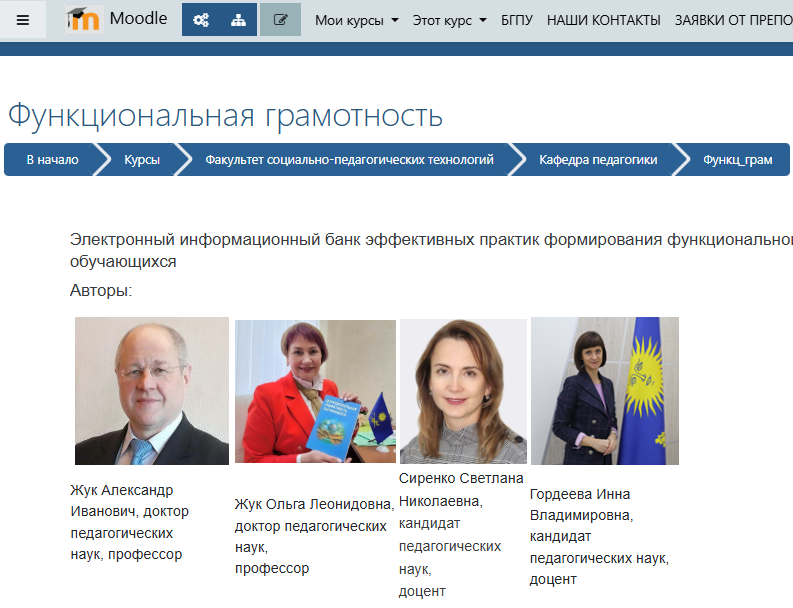 Moodle
Мои курсы
Этот курс
БГПУ
НАШИ КОНТАКТЫ
ЗАЯВКИ ОТ ПРЕПО
Функциональная грамотность
В начало
Курсы
Факультет социально-педагогических технологий
Кафедра педагогики
Функц_грам
Электронный информационный банк эффективных практик формирования функциональной
обучающихся
Авторы:
Жук Александр
Иванович, доктор
педагогических
наук, профессор
Жук Ольга Леонидовна,
доктор педагогических
наук,
профессор
Сиренко Светлана
Николаевна,
кандидат
педагогических
наук,
доцент
Гордеева Инна
Владимировна,
кандидат
педагогических наук,
доцент